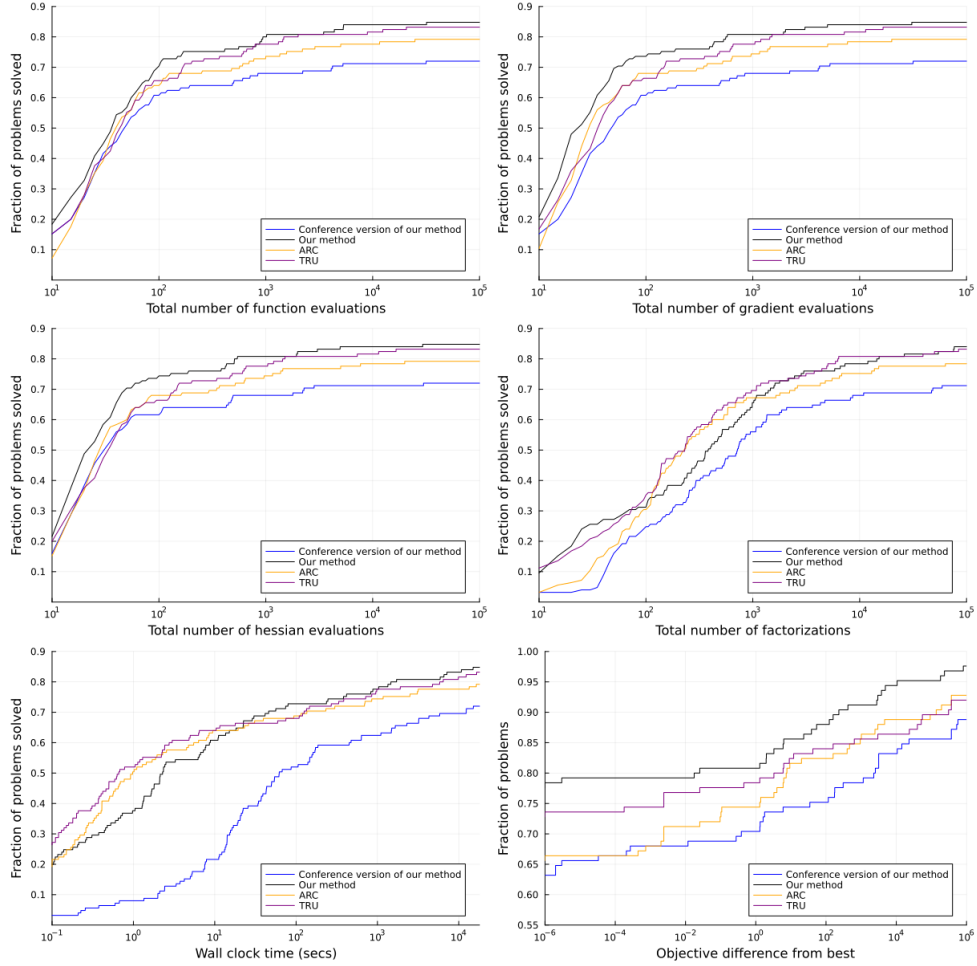 Fraction of problems solved
0.9
0.8
0.7
0.6
0.5
0.4
0.3
0.2
0.1
Conference version of our method
Our method
ARC
TRU
10^1
10^2
10^3
10^4
10^5
Total number of function evaluations
Fraction of problems solved
0.9
0.8
0.7
0.6
0.5
0.4
0.3
0.2
0.1
Conference version of our method
Our method
ARC
TRU
10^1
10^2
10^3
10^4
10^5
Total number of gradient evaluations
Fraction of problems solved
0.9
0.8
0.7
0.6
0.5
0.4
0.3
0.2
0.1
Conference version of our method
Our method
ARC
TRU
10^1
10^2
10^3
10^4
10^5
Total number of hessian evaluations
Fraction of problems solved
0.9
0.8
0.7
0.6
0.5
0.4
0.3
0.2
0.1
Conference version of our method
Our method
ARC
TRU
10^1
10^2
10^3
10^4
10^5
Total number of factorizations
Fraction of problems solved
0.9
0.8
0.7
0.6
0.5
0.4
0.3
0.2
0.1
Conference version of our method
Our method
ARC
TRU
10^-1
10^0
10^1
10^2
10^3
10^4
Wall clock time (secs)
Fraction of problems
1.00
0.95
0.90
0.85
0.80
0.75
0.70
0.65
0.60
0.55
Conference version of our method
Our method
ARC
TRU
10^-6
10^-4
10^-2
10^0
10^2
10^4
10^6
Objective difference from best